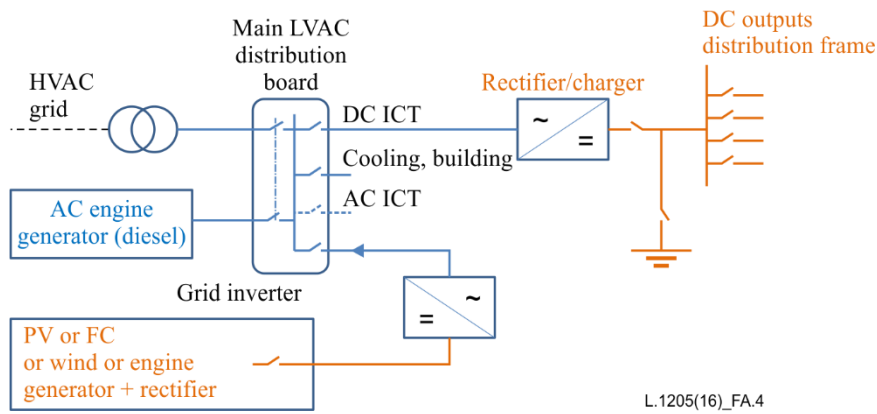 Main LVAC
distribution
board
DC outputs
distribution frame
HVAC
grid
Rectifier/charger
DC ICT
~
=
Cooling, building
AC ICT
AC engine
generator (diesel)
Grid inverter
~
=
PV or FC
or wind or engine
generator + rectifier
L.1205(16)_FA.4